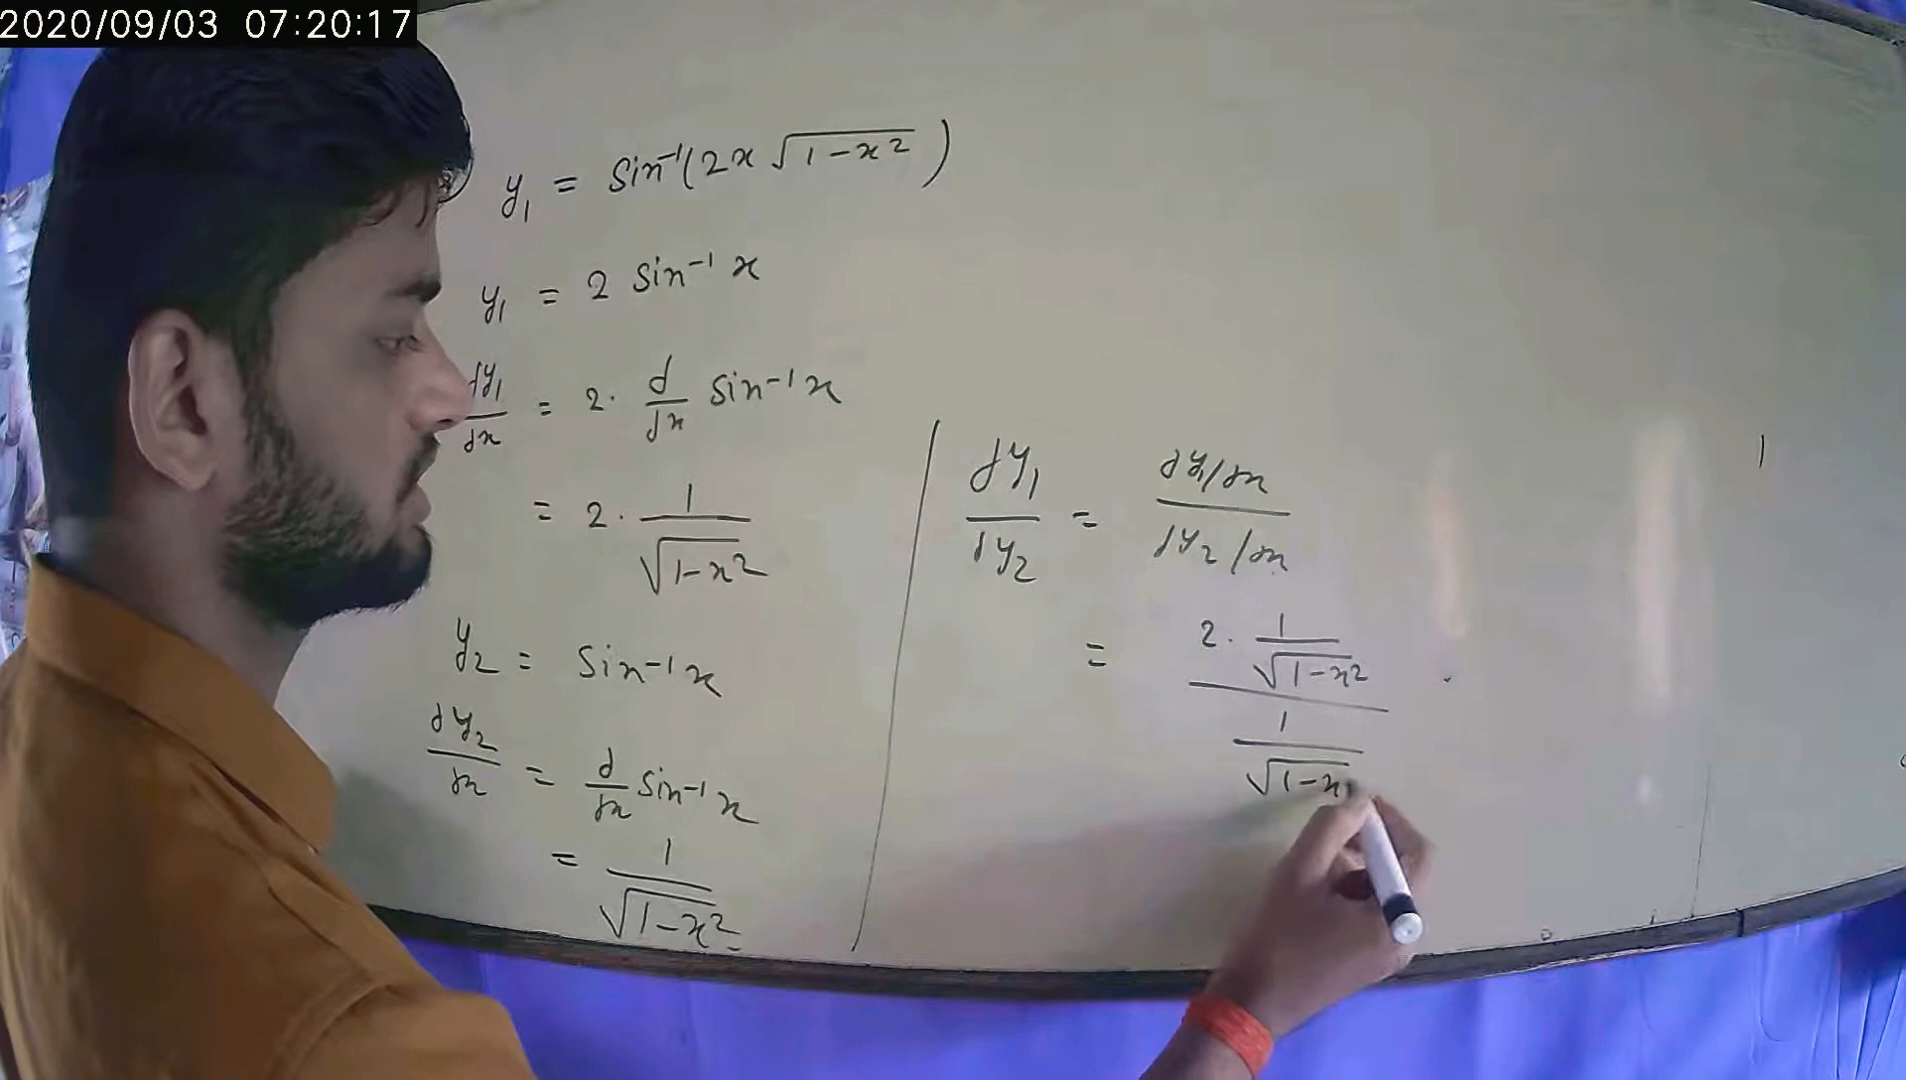 2020/09/03 07:20:17
y₁ = Sin⁻¹(2x √(1-x²))
y₁ = 2 Sin⁻¹ x
dy₁/dx = 2· d/dx Sin⁻¹x
= 2· 1/√(1-x²)
y₂ = Sin⁻¹x
dy₂/dx = d/dx Sin⁻¹x
= 1/√(1-x²)
dy₁/dy₂ = (dy₁/dx)/(dy₂/dx)
= (2· 1/√(1-x²))/(1/√(1-x